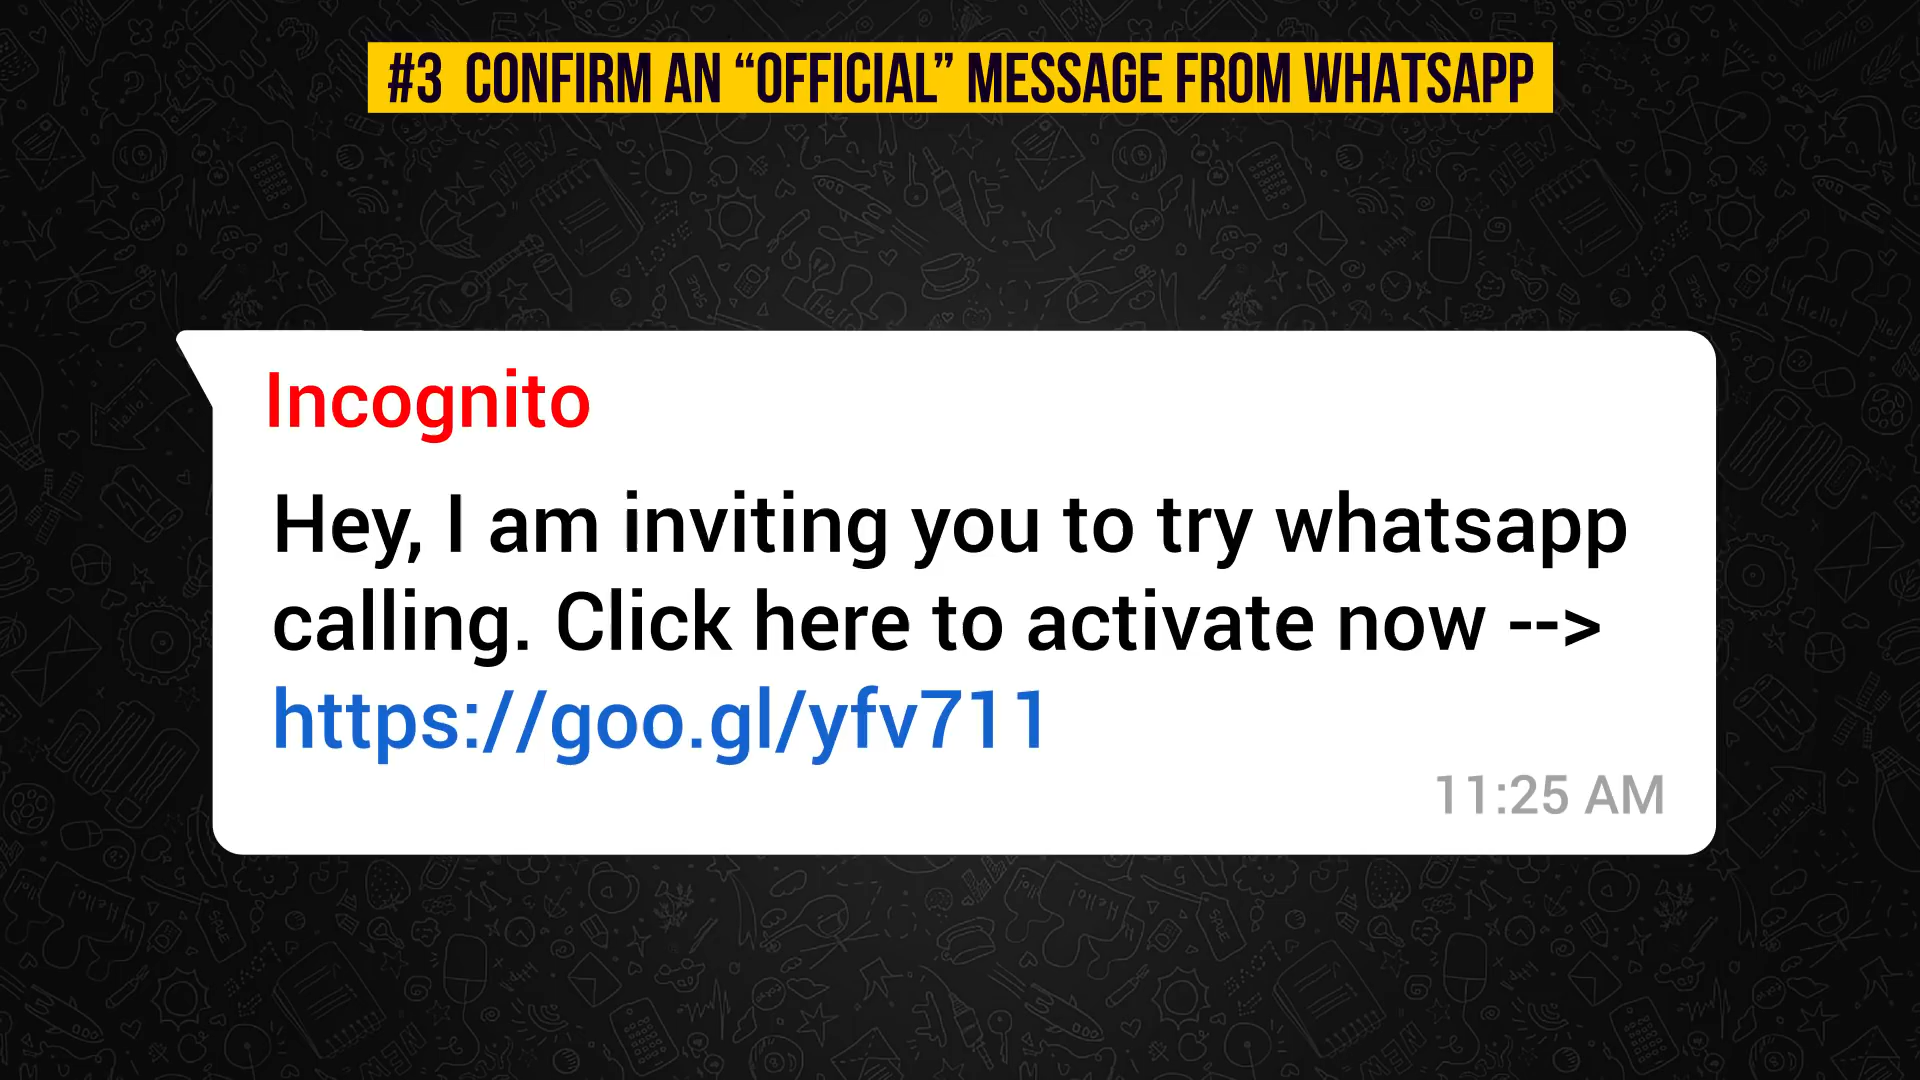 #3 CONFIRM AN “OFFICIAL” MESSAGE FROM WHATSAPP
Incognito
Hey, I am inviting you to try whatsapp
calling. Click here to activate now -->
https://goo.gl/yfv711
11:25 AM